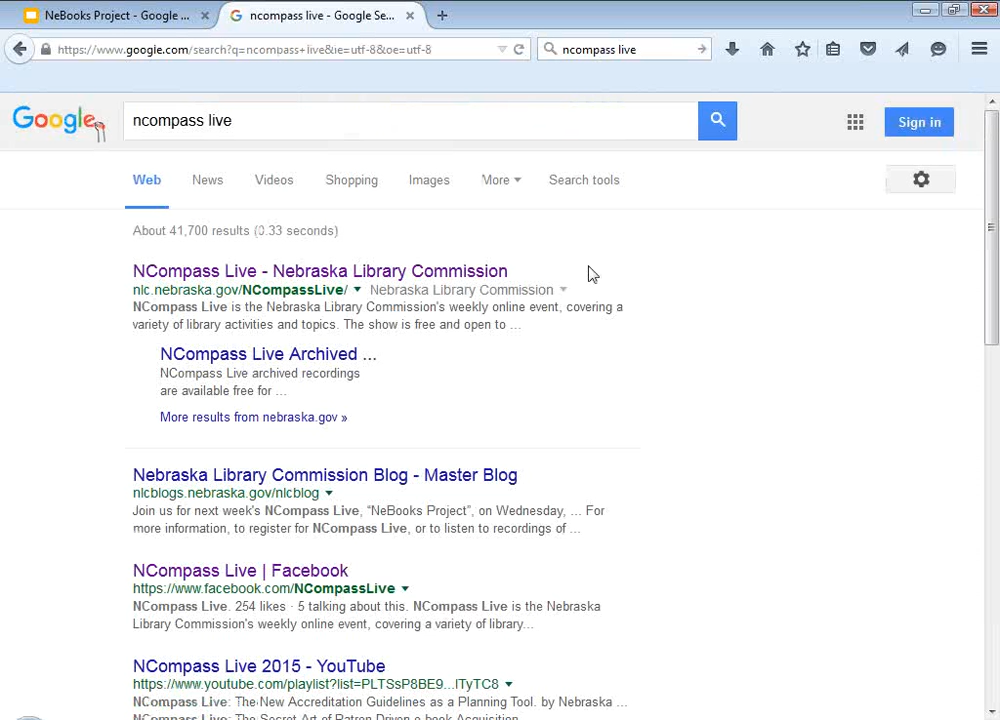 NeBooks Project - Google ... ncompass live - Google Se...
https://www.google.com/search?q=ncompass+live&ie=utf-8&oe=utf-8 ncompass live
Google ncompass live Sign in
Web News Videos Shopping Images More Search tools
About 41,700 results (0.33 seconds)
NCompass Live - Nebraska Library Commission
nlc.nebraska.gov/NCompassLive/ Nebraska Library Commission
NCompass Live is the Nebraska Library Commission's weekly online event, covering a
variety of library activities and topics. The show is free and open to ...
NCompass Live Archived ...
NCompass Live archived recordings
are available free for ...
More results from nebraska.gov »
Nebraska Library Commission Blog - Master Blog
nlcblogs.nebraska.gov/nlcblog
Join us for next week's NCompass Live, “NeBooks Project”, on Wednesday, ... For
more information, to register for NCompass Live, or to listen to recordings of ...
NCompass Live | Facebook
https://www.facebook.com/NCompassLive
NCompass Live. 254 likes · 5 talking about this. NCompass Live is the Nebraska
Library Commission's weekly online event, covering a variety of library...
NCompass Live 2015 - YouTube
https://www.youtube.com/playlist?list=PLTSsP8BE9...lTyTC8
NCompass Live: The New Accreditation Guidelines as a Planning Tool. by Nebraska ...
NCompass Live: The Secret Art of Patron Driven e-book Acquisition.